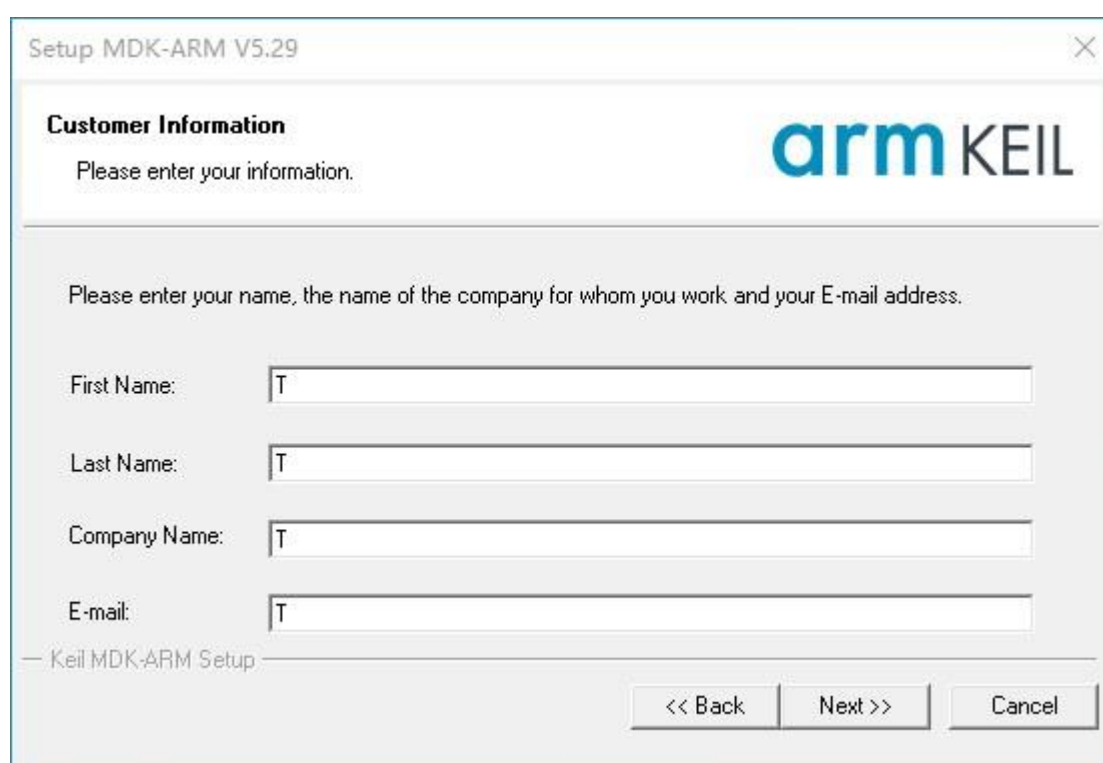 Setup MDK-ARM V5.29
Customer Information
Please enter your information.
arm KEIL
Please enter your name, the name of the company for whom you work and your E-mail address.
First Name: T
Last Name: T
Company Name: T
E-mail: T
Keil MDK-ARM Setup
<< Back Next >> Cancel